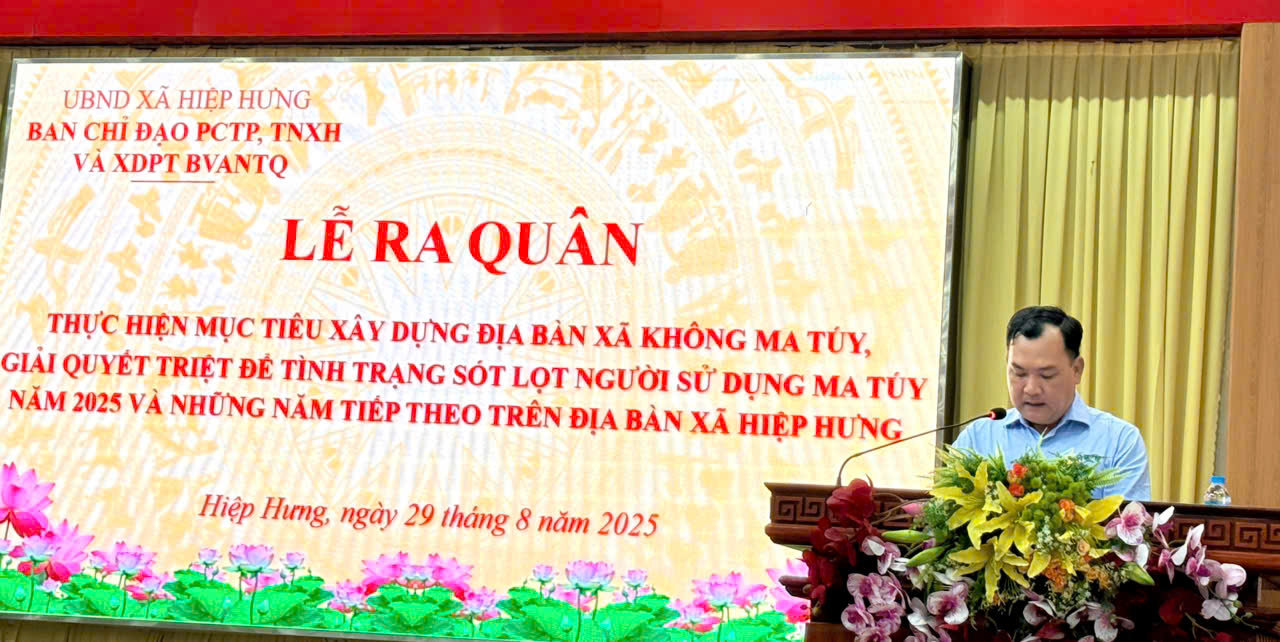 UBND XÃ HIỆP HƯNG
BAN CHỈ ĐẠO PCTP, TNXH
VÀ XDPT BVANTQ
LỄ RA QUÂN
THỰC HIỆN MỤC TIÊU XÂY DỰNG ĐỊA BÀN XÃ KHÔNG MA TÚY,
GIẢI QUYẾT TRIỆT ĐỂ TÌNH TRẠNG SÓT LỌT NGƯỜI SỬ DỤNG MA TÚY
NĂM 2025 VÀ NHỮNG NĂM TIẾP THEO TRÊN ĐỊA BÀN XÃ HIỆP HƯNG
Hiệp Hưng, ngày 29 tháng 8 năm 2025